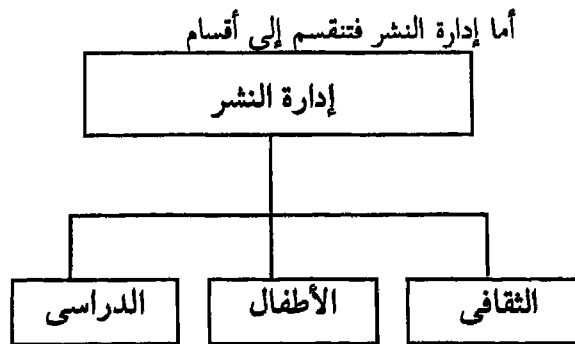 أما إدارة النشر فتنقسم إلى أقسام
إدارة النشر
الثقافى
الأطفال
الدراسى